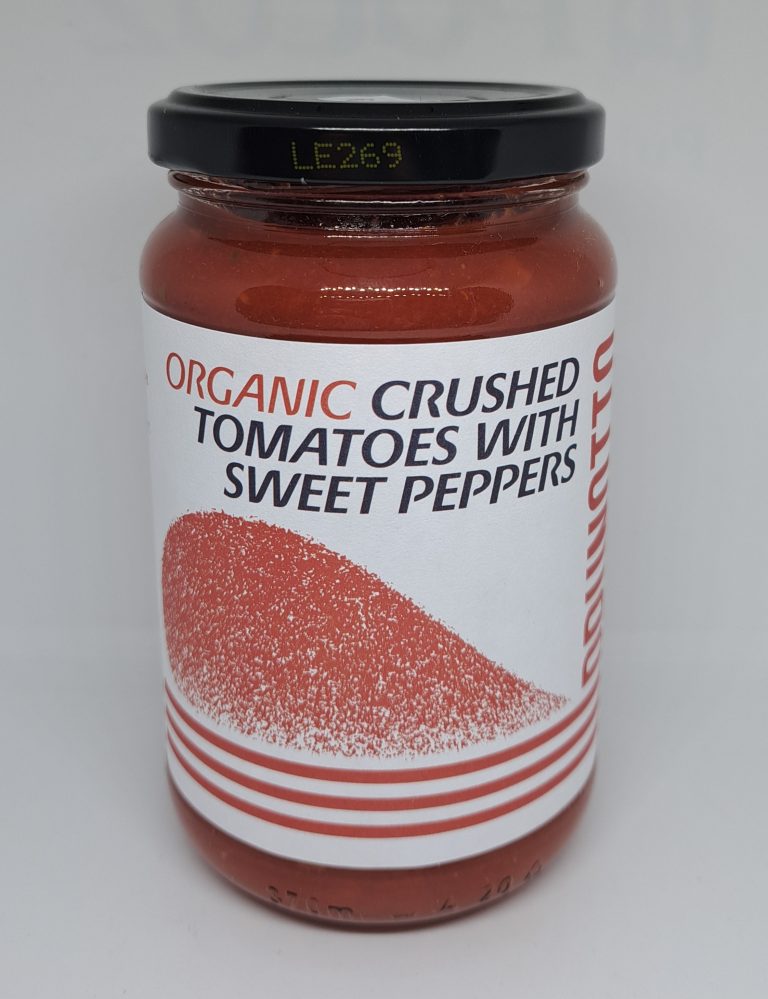 LE269
ORGANIC CRUSHED
TOMATOES WITH
SWEET PEPPERS